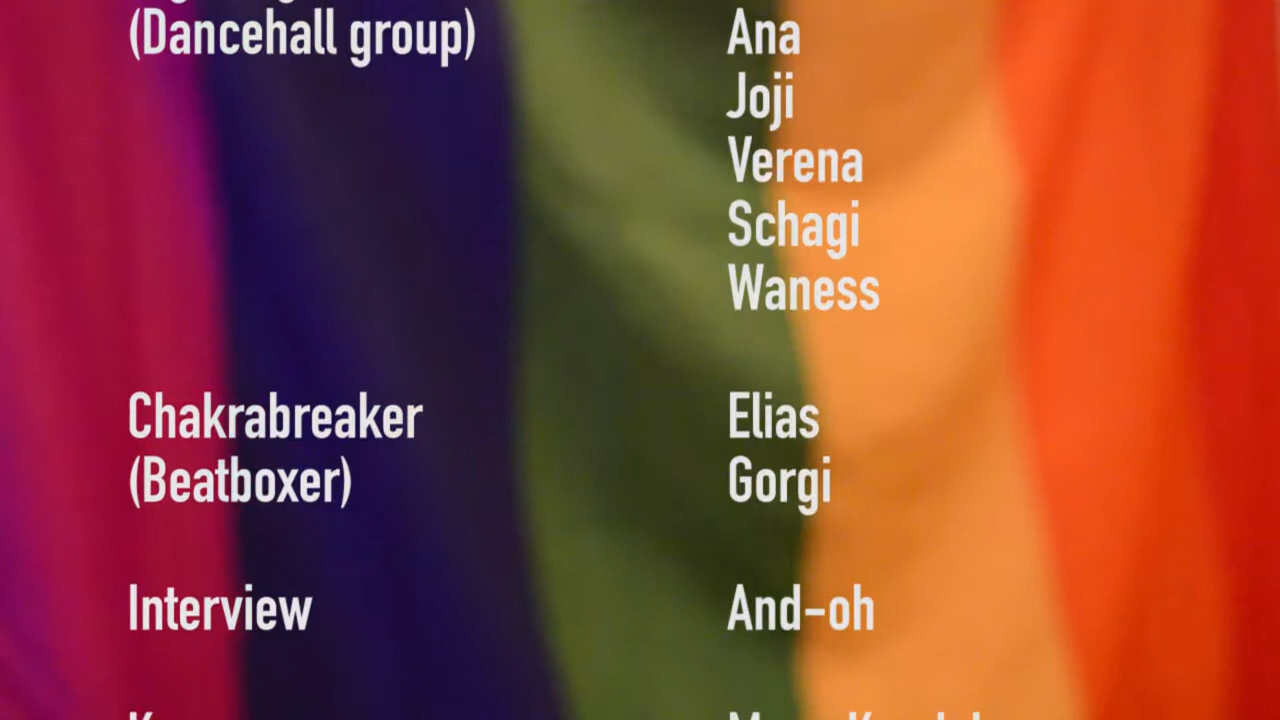 (Dancehall group) Ana
Joji
Verena
Schagi
Waness
Chakrabreaker Elias
(Beatboxer) Gorgi
Interview And-oh